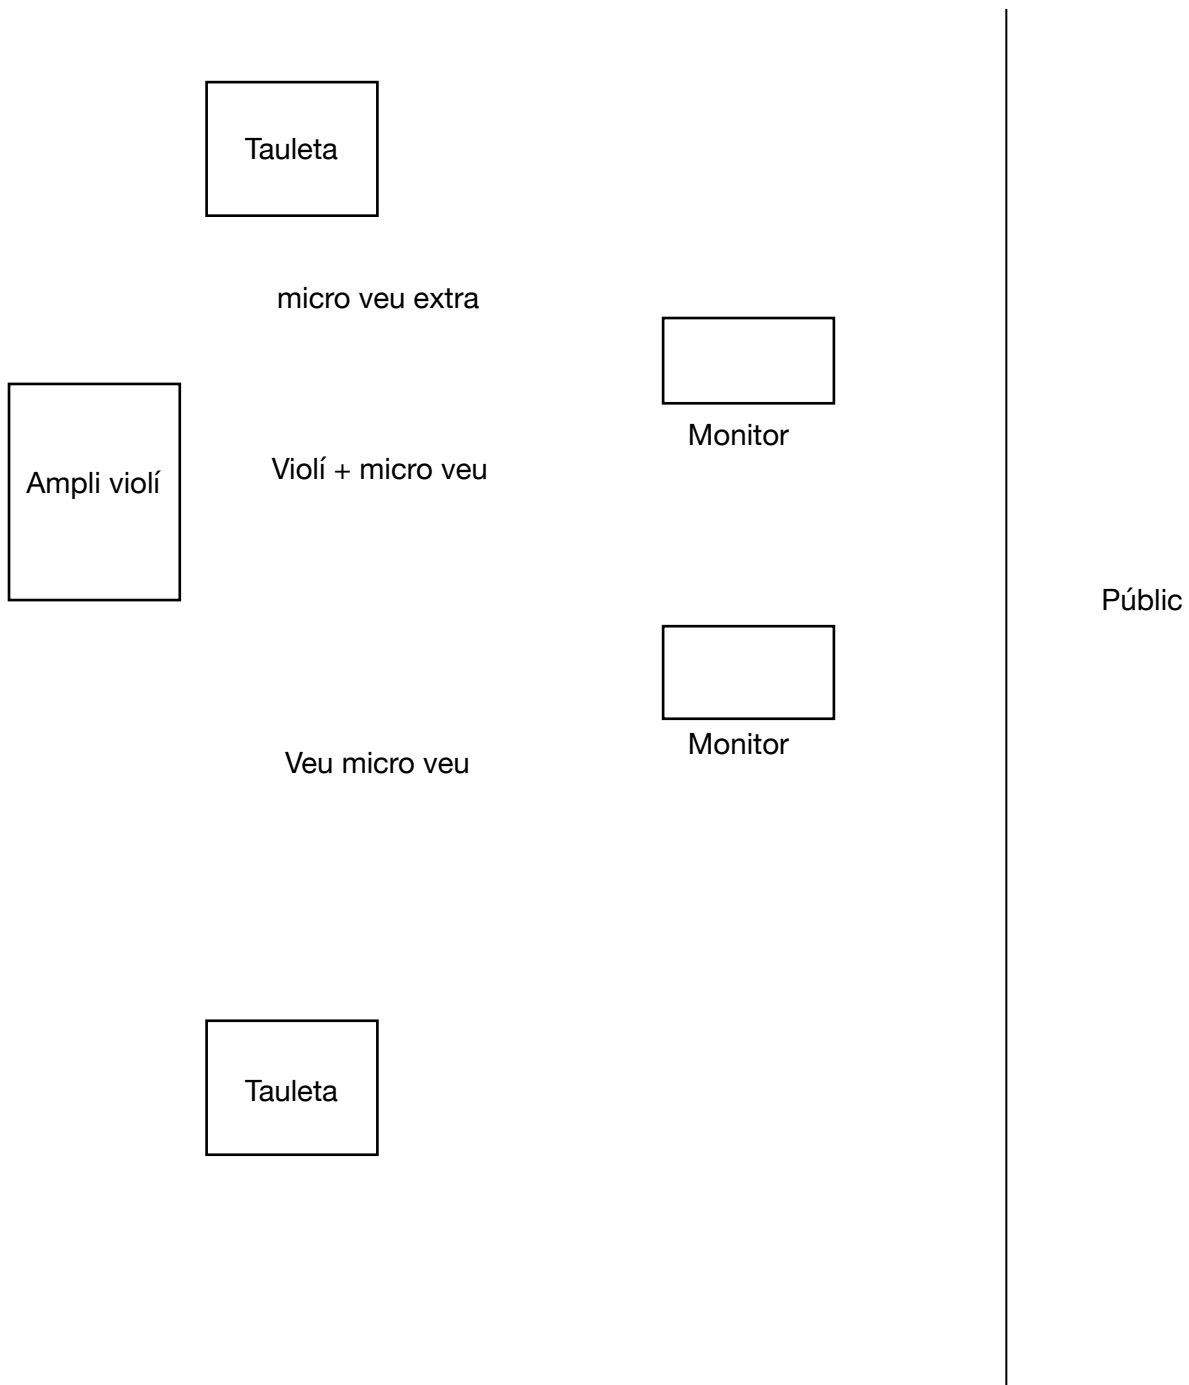 Tauleta
micro veu extra
Monitor
Violí + micro veu
Ampli violí
Públic
Monitor
Veu micro veu
Tauleta